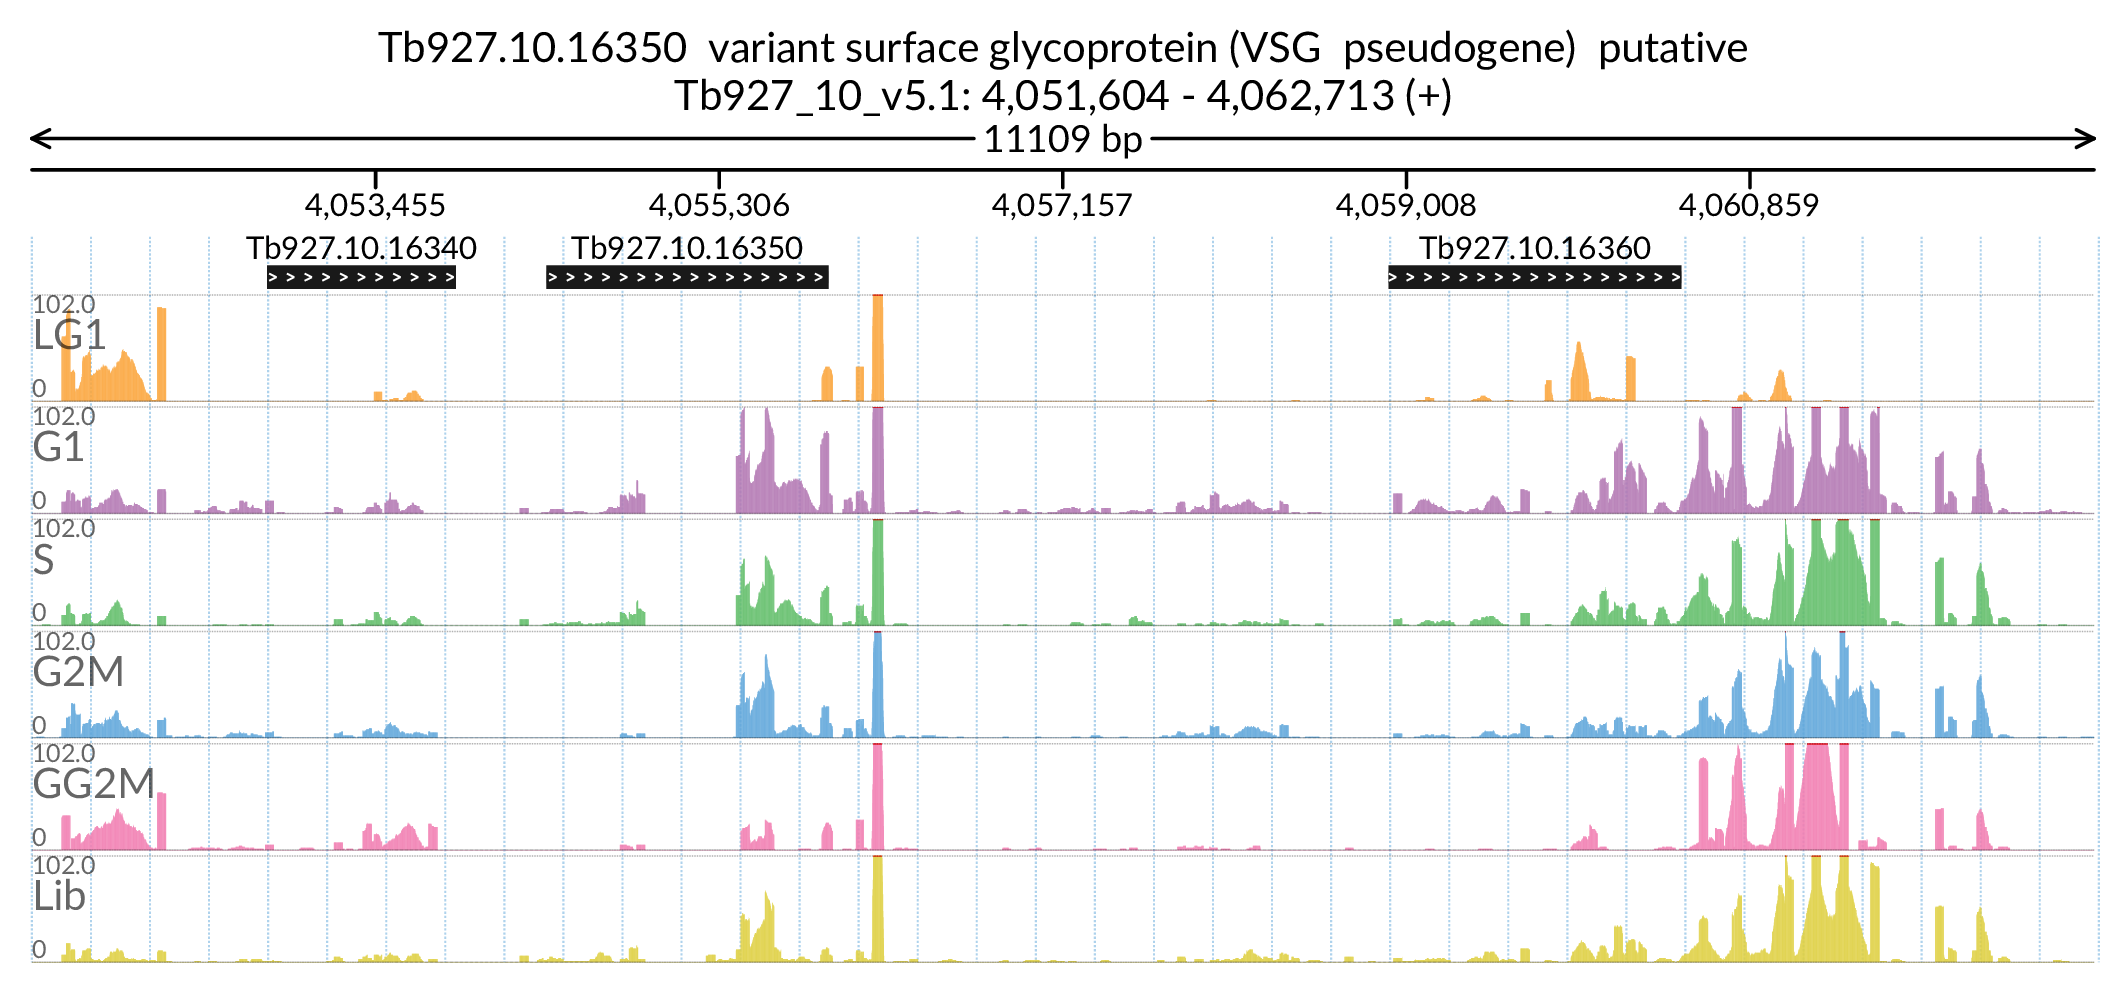 Tb927.10.16350  variant surface glycoprotein (VSG  pseudogene)  putative
Tb927_10_v5.1: 4,051,604 - 4,062,713 (+)
11109 bp
4,053,455 4,055,306 4,057,157 4,059,008 4,060,859
Tb927.10.16340 Tb927.10.16350 Tb927.10.16360
102.0
LG1
0
102.0
G1
0
102.0
S
0
102.0
G2M
0
102.0
GG2M
0
102.0
Lib
0